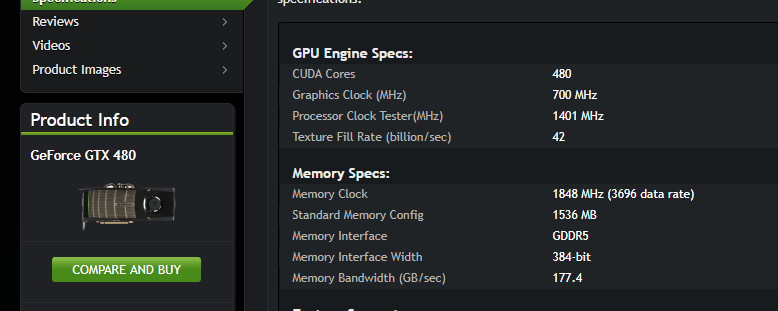 Specifications
Reviews
Videos
Product Images
Product Info
GeForce GTX 480
COMPARE AND BUY
specifications.
GPU Engine Specs:
CUDA Cores 480
Graphics Clock (MHz) 700 MHz
Processor Clock Tester(MHz) 1401 MHz
Texture Fill Rate (billion/sec) 42
Memory Specs:
Memory Clock 1848 MHz (3696 data rate)
Standard Memory Config 1536 MB
Memory Interface GDDR5
Memory Interface Width 384-bit
Memory Bandwidth (GB/sec) 177.4